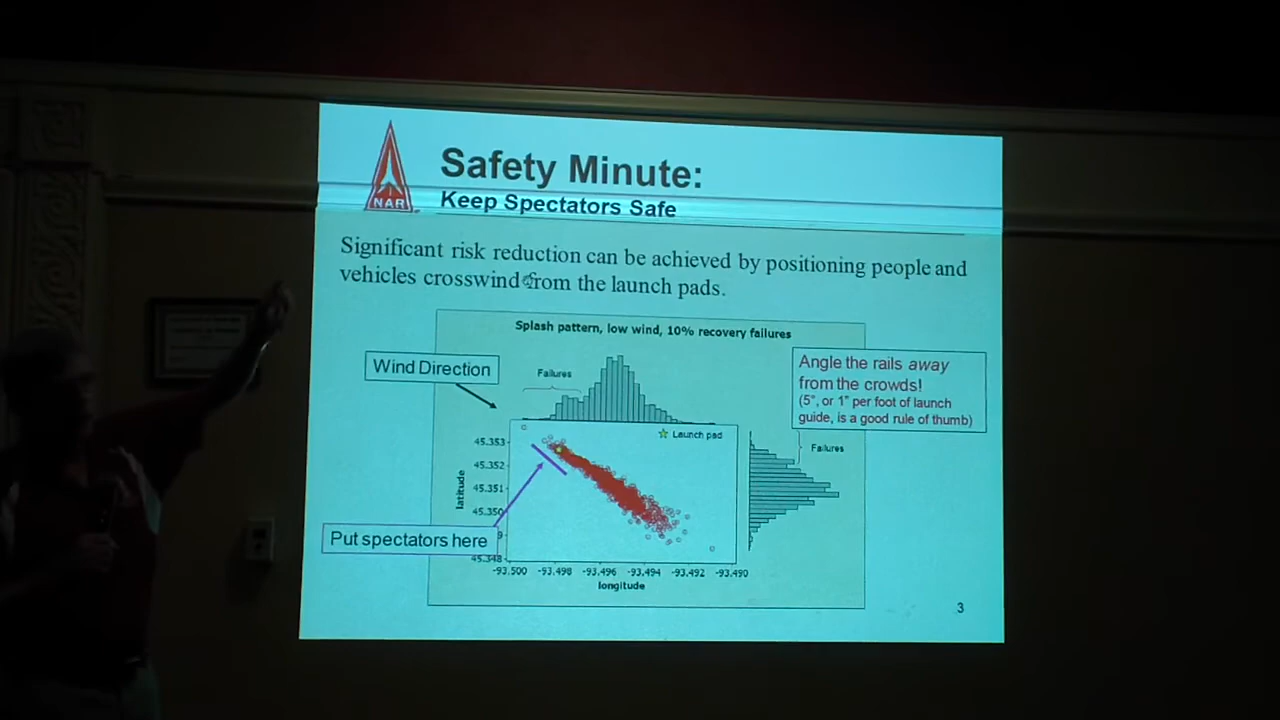 NAR
Safety Minute:
Keep Spectators Safe
Significant risk reduction can be achieved by positioning people and
vehicles crosswind from the launch pads.
Splash pattern, low wind, 10% recovery failures
Wind Direction
Failures
Angle the rails away
from the crowds!
(5°, or 1° per foot of launch
guide, is a good rule of thumb)
Launch pad
Failures
45.353
45.352
45.351
45.350
9
45.348
latitude
Put spectators here
-93.500 -93.498 -93.496 -93.494 -93.492 -93.490
longitude
3